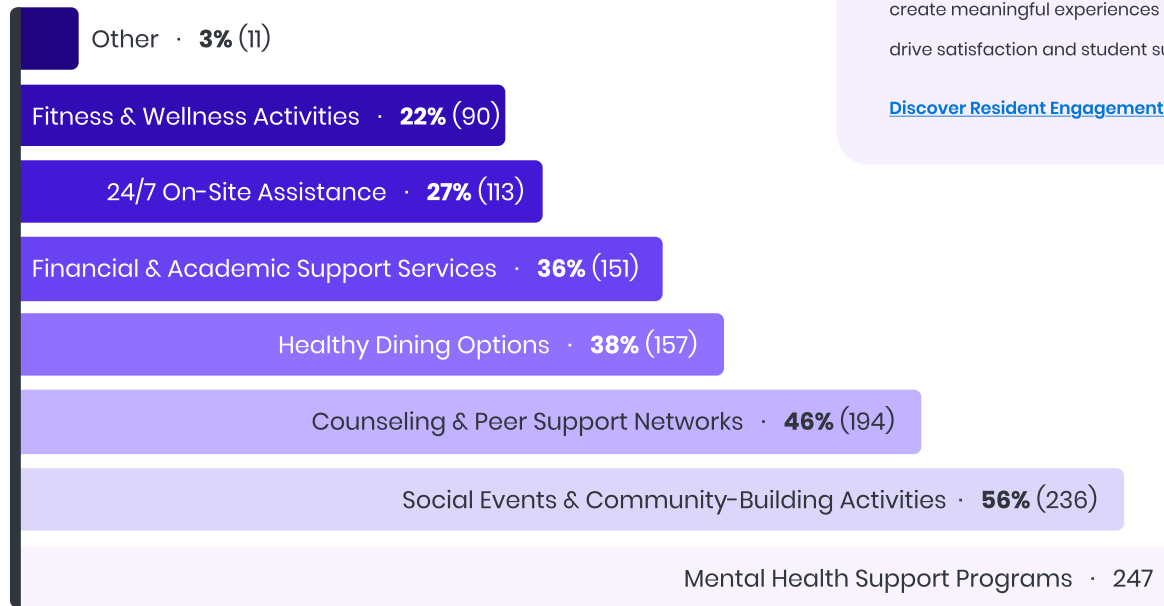 create meaningful experiences
drive satisfaction and student
Discover Resident Engagement
Other · 3% (11)
Fitness & Wellness Activities · 22% (90)
24/7 On-Site Assistance · 27% (113)
Financial & Academic Support Services · 36% (151)
Healthy Dining Options · 38% (157)
Counseling & Peer Support Networks · 46% (194)
Social Events & Community-Building Activities · 56% (236)
Mental Health Support Programs · 247